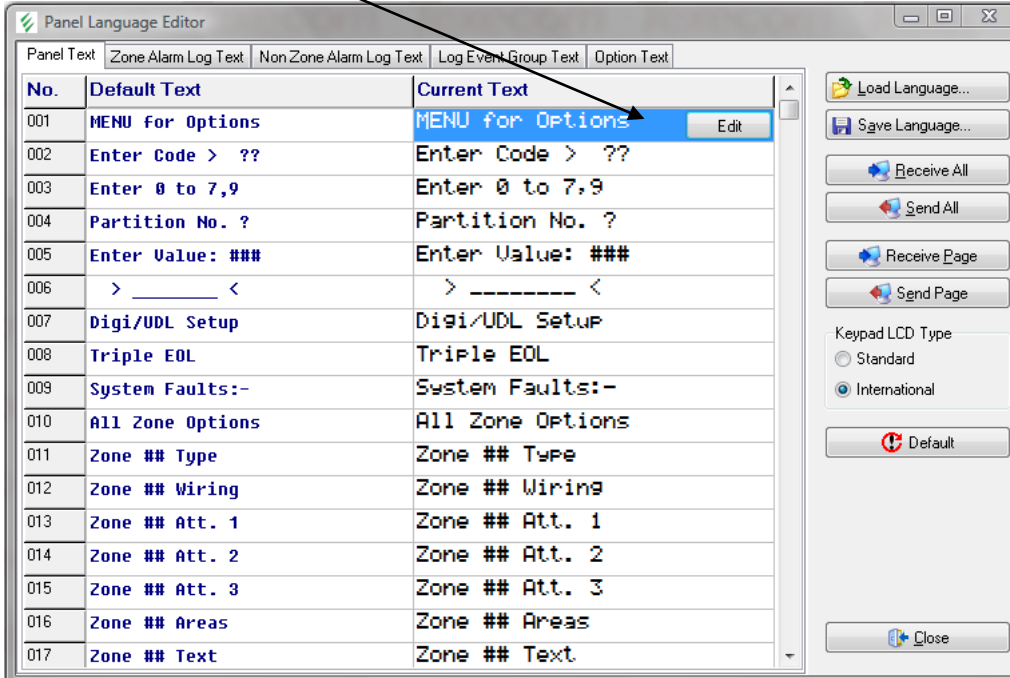 Panel Language Editor
Panel Text Zone Alarm Log Text Non Zone Alarm Log Text Log Event Group Text Option Text
No. Default Text Current Text
001 MENU for Options MENU for Options Edit
002 Enter Code > ?? Enter Code > ??
003 Enter 0 to 7,9 Enter 0 to 7,9
004 Partition No. ? Partition No. ?
005 Enter Value: ### Enter Value: ###
006 > ________ < > ________ <
007 Digi/UDL Setup Digi/UDL Setup
008 Triple EOL Triple EOL
009 System Faults:- System Faults:-
010 All Zone Options All Zone Options
011 Zone ## Type Zone ## Type
012 Zone ## Wiring Zone ## Wiring
013 Zone ## Att. 1 Zone ## Att. 1
014 Zone ## Att. 2 Zone ## Att. 2
015 Zone ## Att. 3 Zone ## Att. 3
016 Zone ## Areas Zone ## Areas
017 Zone ## Text Zone ## Text
Load Language...
Save Language...
Receive All
Send All
Receive Page
Send Page
Keypad LCD Type
Standard
International
Default
Close